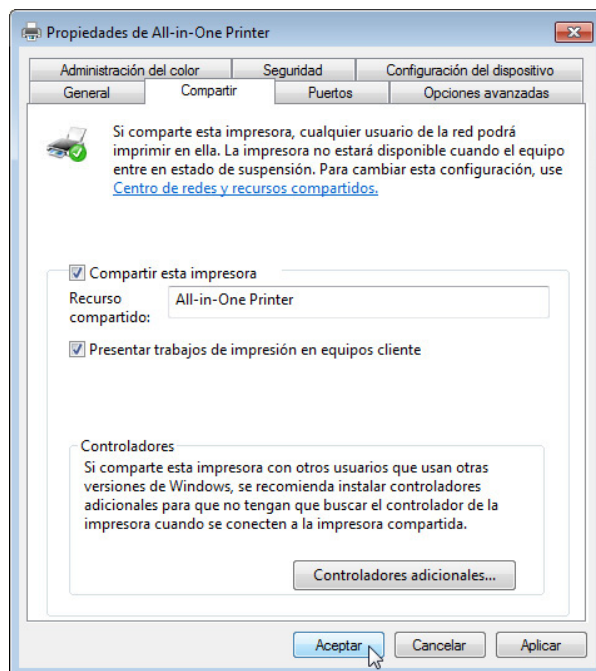 Propiedades de All-in-One Printer
Administración del color
Seguridad
Configuración del dispositivo
General
Compartir
Puertos
Opciones avanzadas
Si comparte esta impresora, cualquier usuario de la red podrá
imprimir en ella. La impresora no estará disponible cuando el equipo
entre en estado de suspensión. Para cambiar esta configuración, use
Centro de redes y recursos compartidos.
Compartir esta impresora
Recurso
compartido:
All-in-One Printer
Presentar trabajos de impresión en equipos cliente
Controladores
Si comparte esta impresora con otros usuarios que usan otras
versiones de Windows, se recomienda instalar controladores
adicionales para que no tengan que buscar el controlador de la
impresora cuando se conecten a la impresora compartida.
Controladores adicionales...
Aceptar
Cancelar
Aplicar